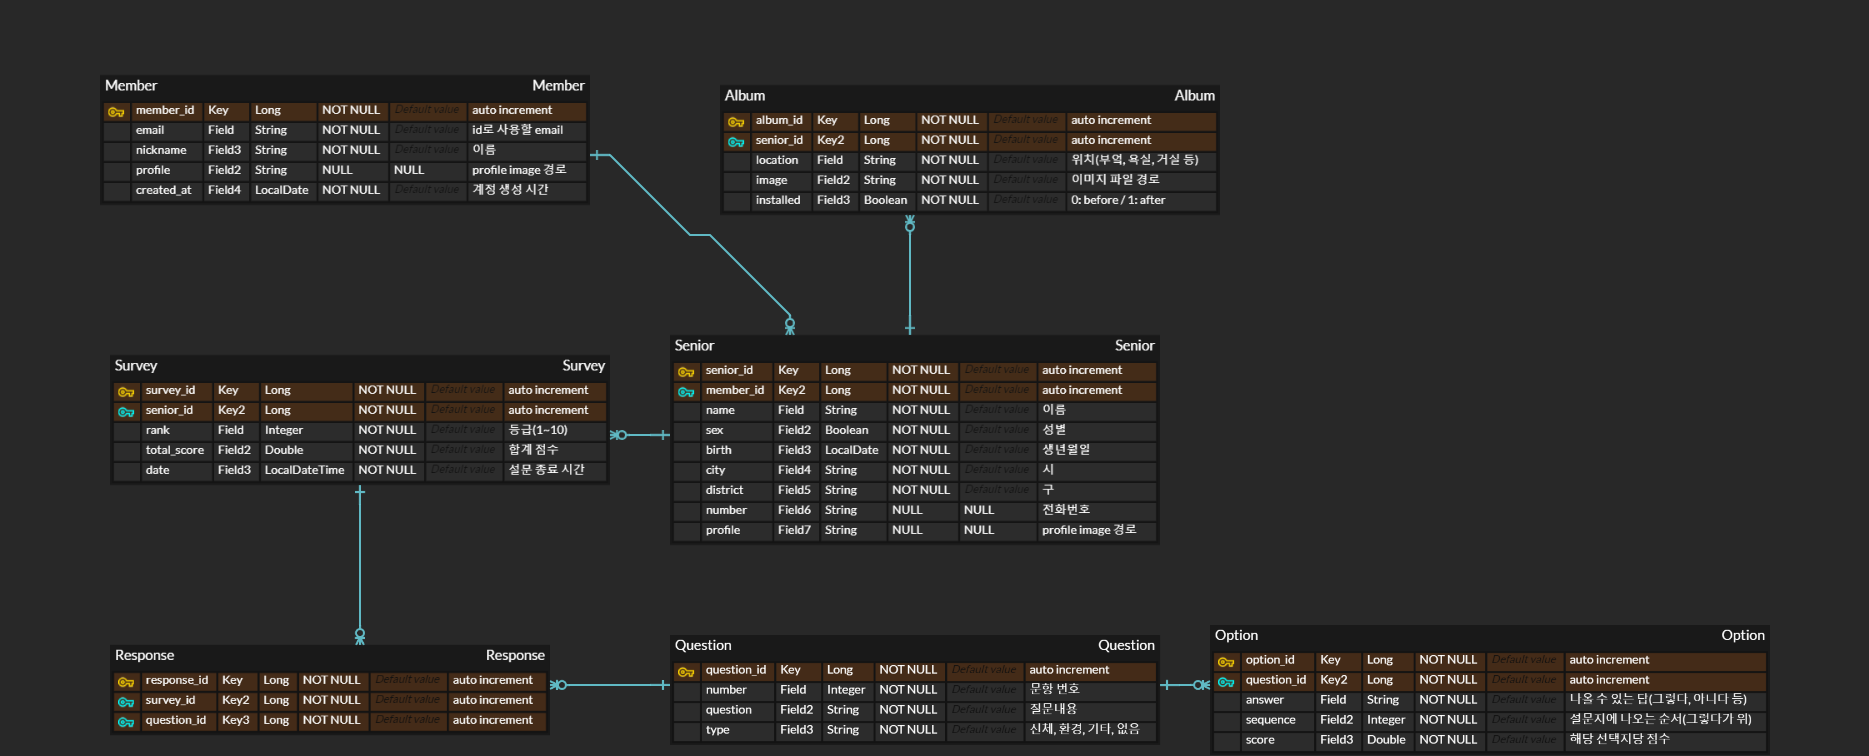 Member Member
member_id Key Long NOT NULL Default value auto increment
email Field String NOT NULL Default value id로 사용할 email
nickname Field3 String NOT NULL Default value 이름
profile Field2 String NULL NULL profile image 경로
created_at Field4 LocalDate NOT NULL Default value 계정 생성 시간
Album Album
album_id Key Long NOT NULL Default value auto increment
senior_id Key2 Long NOT NULL Default value auto increment
location Field String NOT NULL Default value 위치(부엌, 욕실, 거실 등)
image Field2 String NOT NULL Default value 이미지 파일 경로
installed Field3 Boolean NOT NULL Default value 0: before / 1: after
Survey Survey
survey_id Key Long NOT NULL Default value auto increment
senior_id Key2 Long NOT NULL Default value auto increment
rank Field Integer NOT NULL Default value 등급(1~10)
total_score Field2 Double NOT NULL Default value 합계 점수
date Field3 LocalDateTime NOT NULL Default value 설문 종료 시간
Senior Senior
senior_id Key Long NOT NULL Default value auto increment
member_id Key2 Long NOT NULL Default value auto increment
name Field String NOT NULL Default value 이름
sex Field2 Boolean NOT NULL Default value 성별
birth Field3 LocalDate NOT NULL Default value 생년월일
city Field4 String NOT NULL Default value 시
district Field5 String NOT NULL Default value 구
number Field6 String NULL NULL 전화번호
profile Field7 String NULL NULL profile image 경로
Response Response
response_id Key Long NOT NULL Default value auto increment
survey_id Key2 Long NOT NULL Default value auto increment
question_id Key3 Long NOT NULL Default value auto increment
Question Question
question_id Key Long NOT NULL Default value auto increment
number Field Integer NOT NULL Default value 문항 번호
question Field2 String NOT NULL Default value 질문내용
type Field3 String NOT NULL Default value 신체, 환경, 기타, 없음
Option Option
option_id Key Long NOT NULL Default value auto increment
question_id Key2 Long NOT NULL Default value auto increment
answer Field String NOT NULL Default value 나올 수 있는 답(그렇다, 아니다 등)
sequence Field2 Integer NOT NULL Default value 설문지에 나오는 순서(그렇다가 위)
score Field3 Double NOT NULL Default value 해당 선택지당 점수